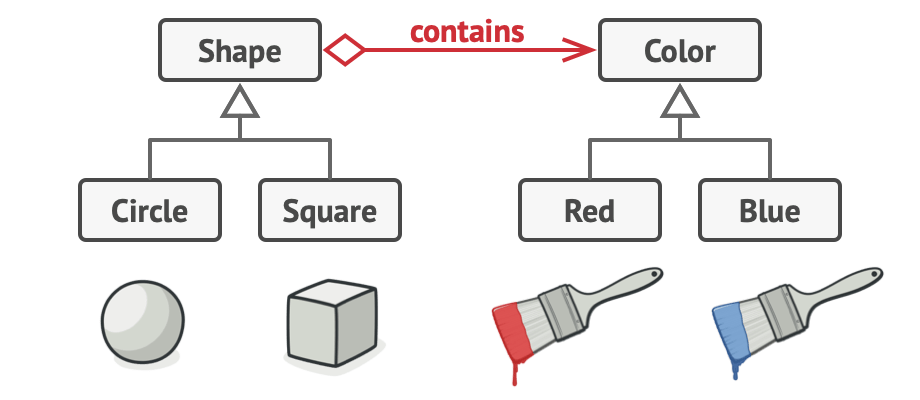 contains
Shape
Color
Circle
Square
Red
Blue